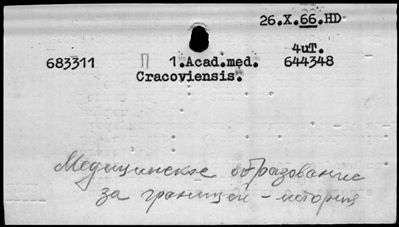 26.X.66.HD
4uT.
683311 П 1.Acad.med. 644348
Cracoviensis.
Медицинское образование
за границей - история